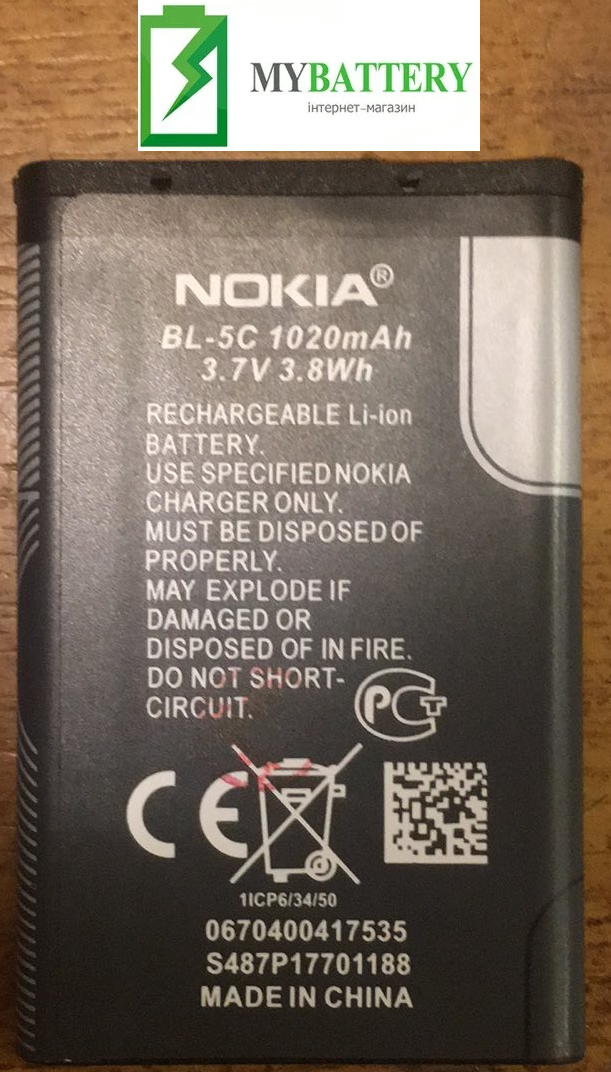 MYBATTERY
інтернет-магазин
NOKIA®
BL-5C 1020mAh
3.7V 3.8Wh
RECHARGEABLE Li-ion
BATTERY.
USE SPECIFIED NOKIA
CHARGER ONLY.
MUST BE DISPOSED OF
PROPERLY.
MAY EXPLODE IF
DAMAGED OR
DISPOSED OF IN FIRE.
DO NOT SHORT-
CIRCUIT.
РСТ
CE
1ICP6/34/50
0670400417535
S487P17701188
MADE IN CHINA